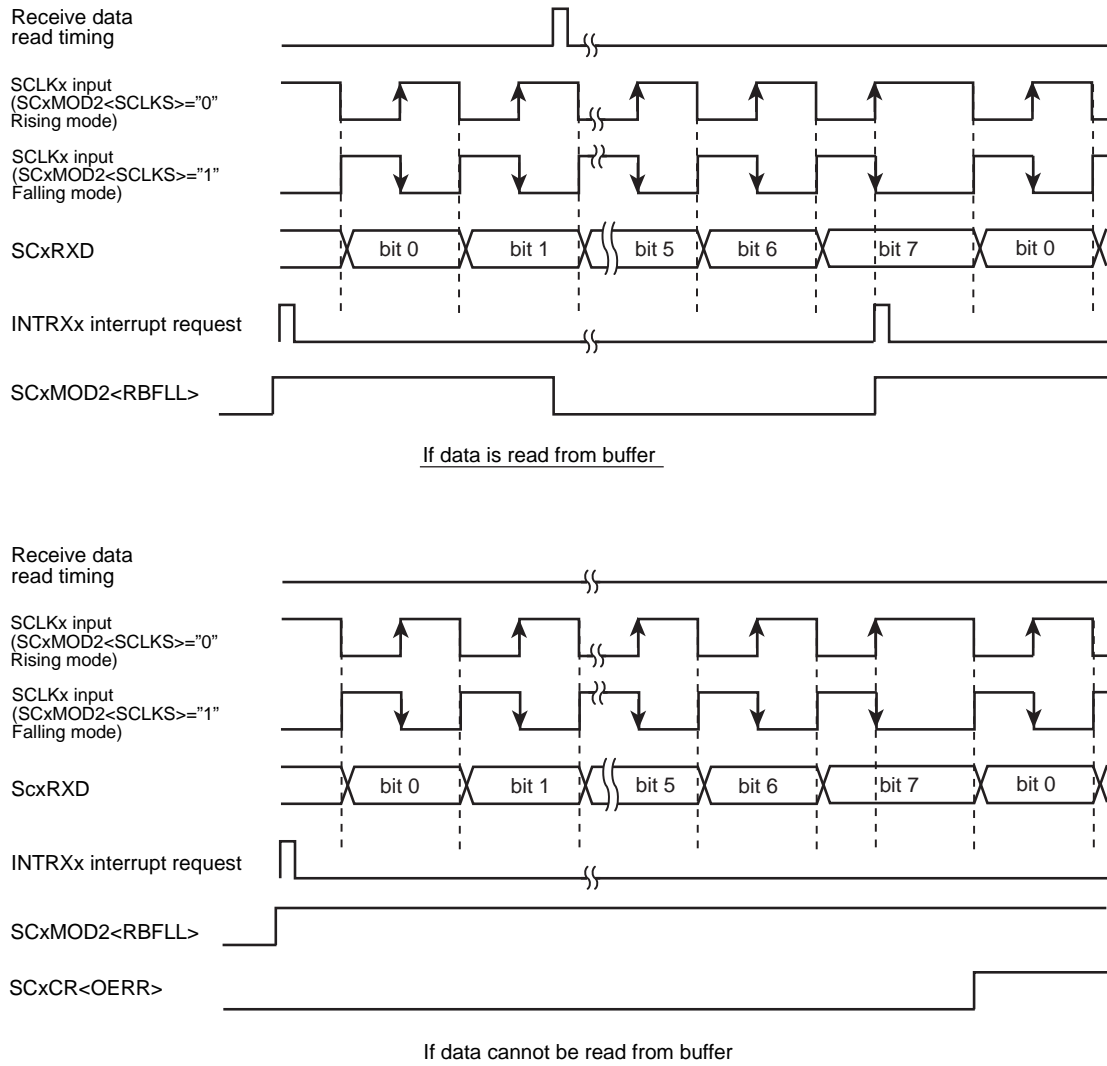 Receive data
read timing
SCLKx input
(SCxMOD2<SCLKS>="0"
Rising mode)
SCLKx input
(SCxMOD2<SCLKS>="1"
Falling mode)
SCxRXD
bit 0 bit 1 bit 5 bit 6 bit 7 bit 0
INTRXx interrupt request
SCxMOD2<RBFLL>
If data is read from buffer
Receive data
read timing
SCLKx input
(SCxMOD2<SCLKS>="0"
Rising mode)
SCLKx input
(SCxMOD2<SCLKS>="1"
Falling mode)
ScxRXD
bit 0 bit 1 bit 5 bit 6 bit 7 bit 0
INTRXx interrupt request
SCxMOD2<RBFLL>
SCxCR<OERR>
If data cannot be read from buffer